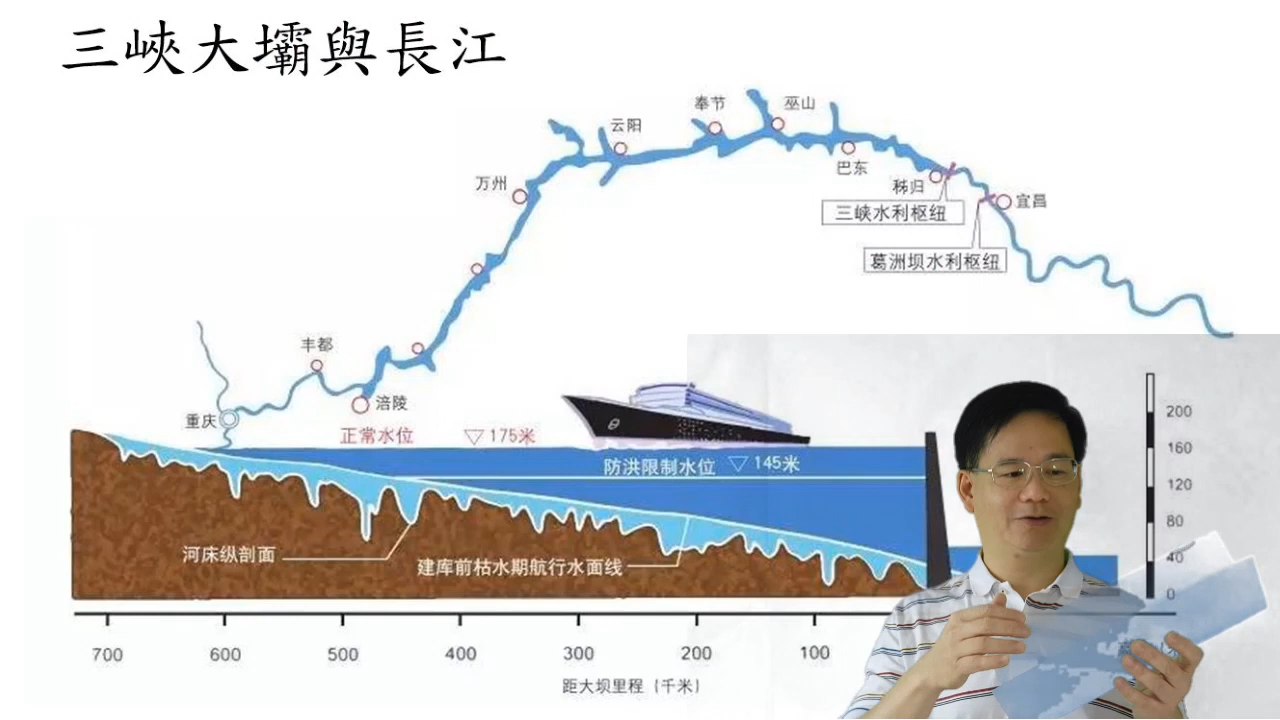 三峽大壩與長江
奉节
巫山
云阳
巴东
万州
秭归
宜昌
三峡水利枢纽
葛洲坝水利枢纽
丰都
涪陵
重庆
正常水位 ▽ 175米
防洪限制水位 ▽ 145米
河床纵剖面
建库前枯水期航行水面线
200
160
120
80
40
0
700 600 500 400 300 200 100
距大坝里程(千米)